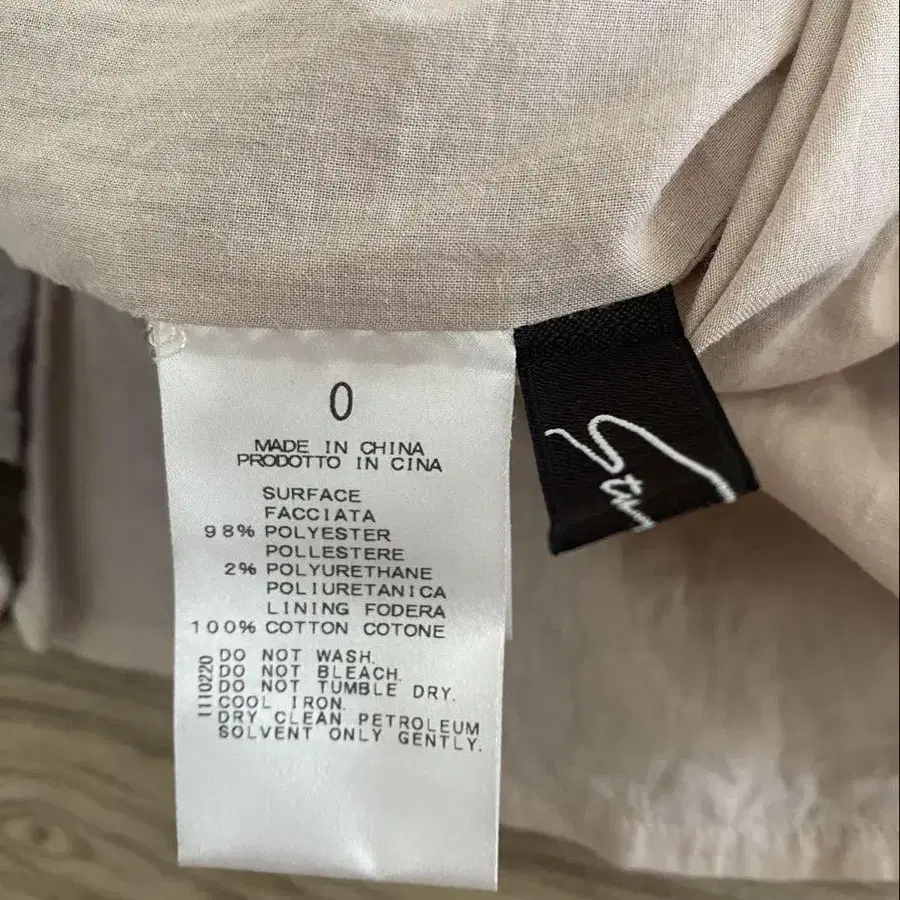 0
MADE IN CHINA
PRODOTTO IN CINA
SURFACE
FACCIATA
98% POLYESTER
POLLESTERE
2% POLYURETHANE
POLIURETANICA
LINING FODERA
100% COTTON COTONE
1110220
DO NOT WASH.
DO NOT BLEACH.
DO NOT TUMBLE DRY.
COOL IRON.
DRY CLEAN PETROLEUM
SOLVENT ONLY GENTLY.